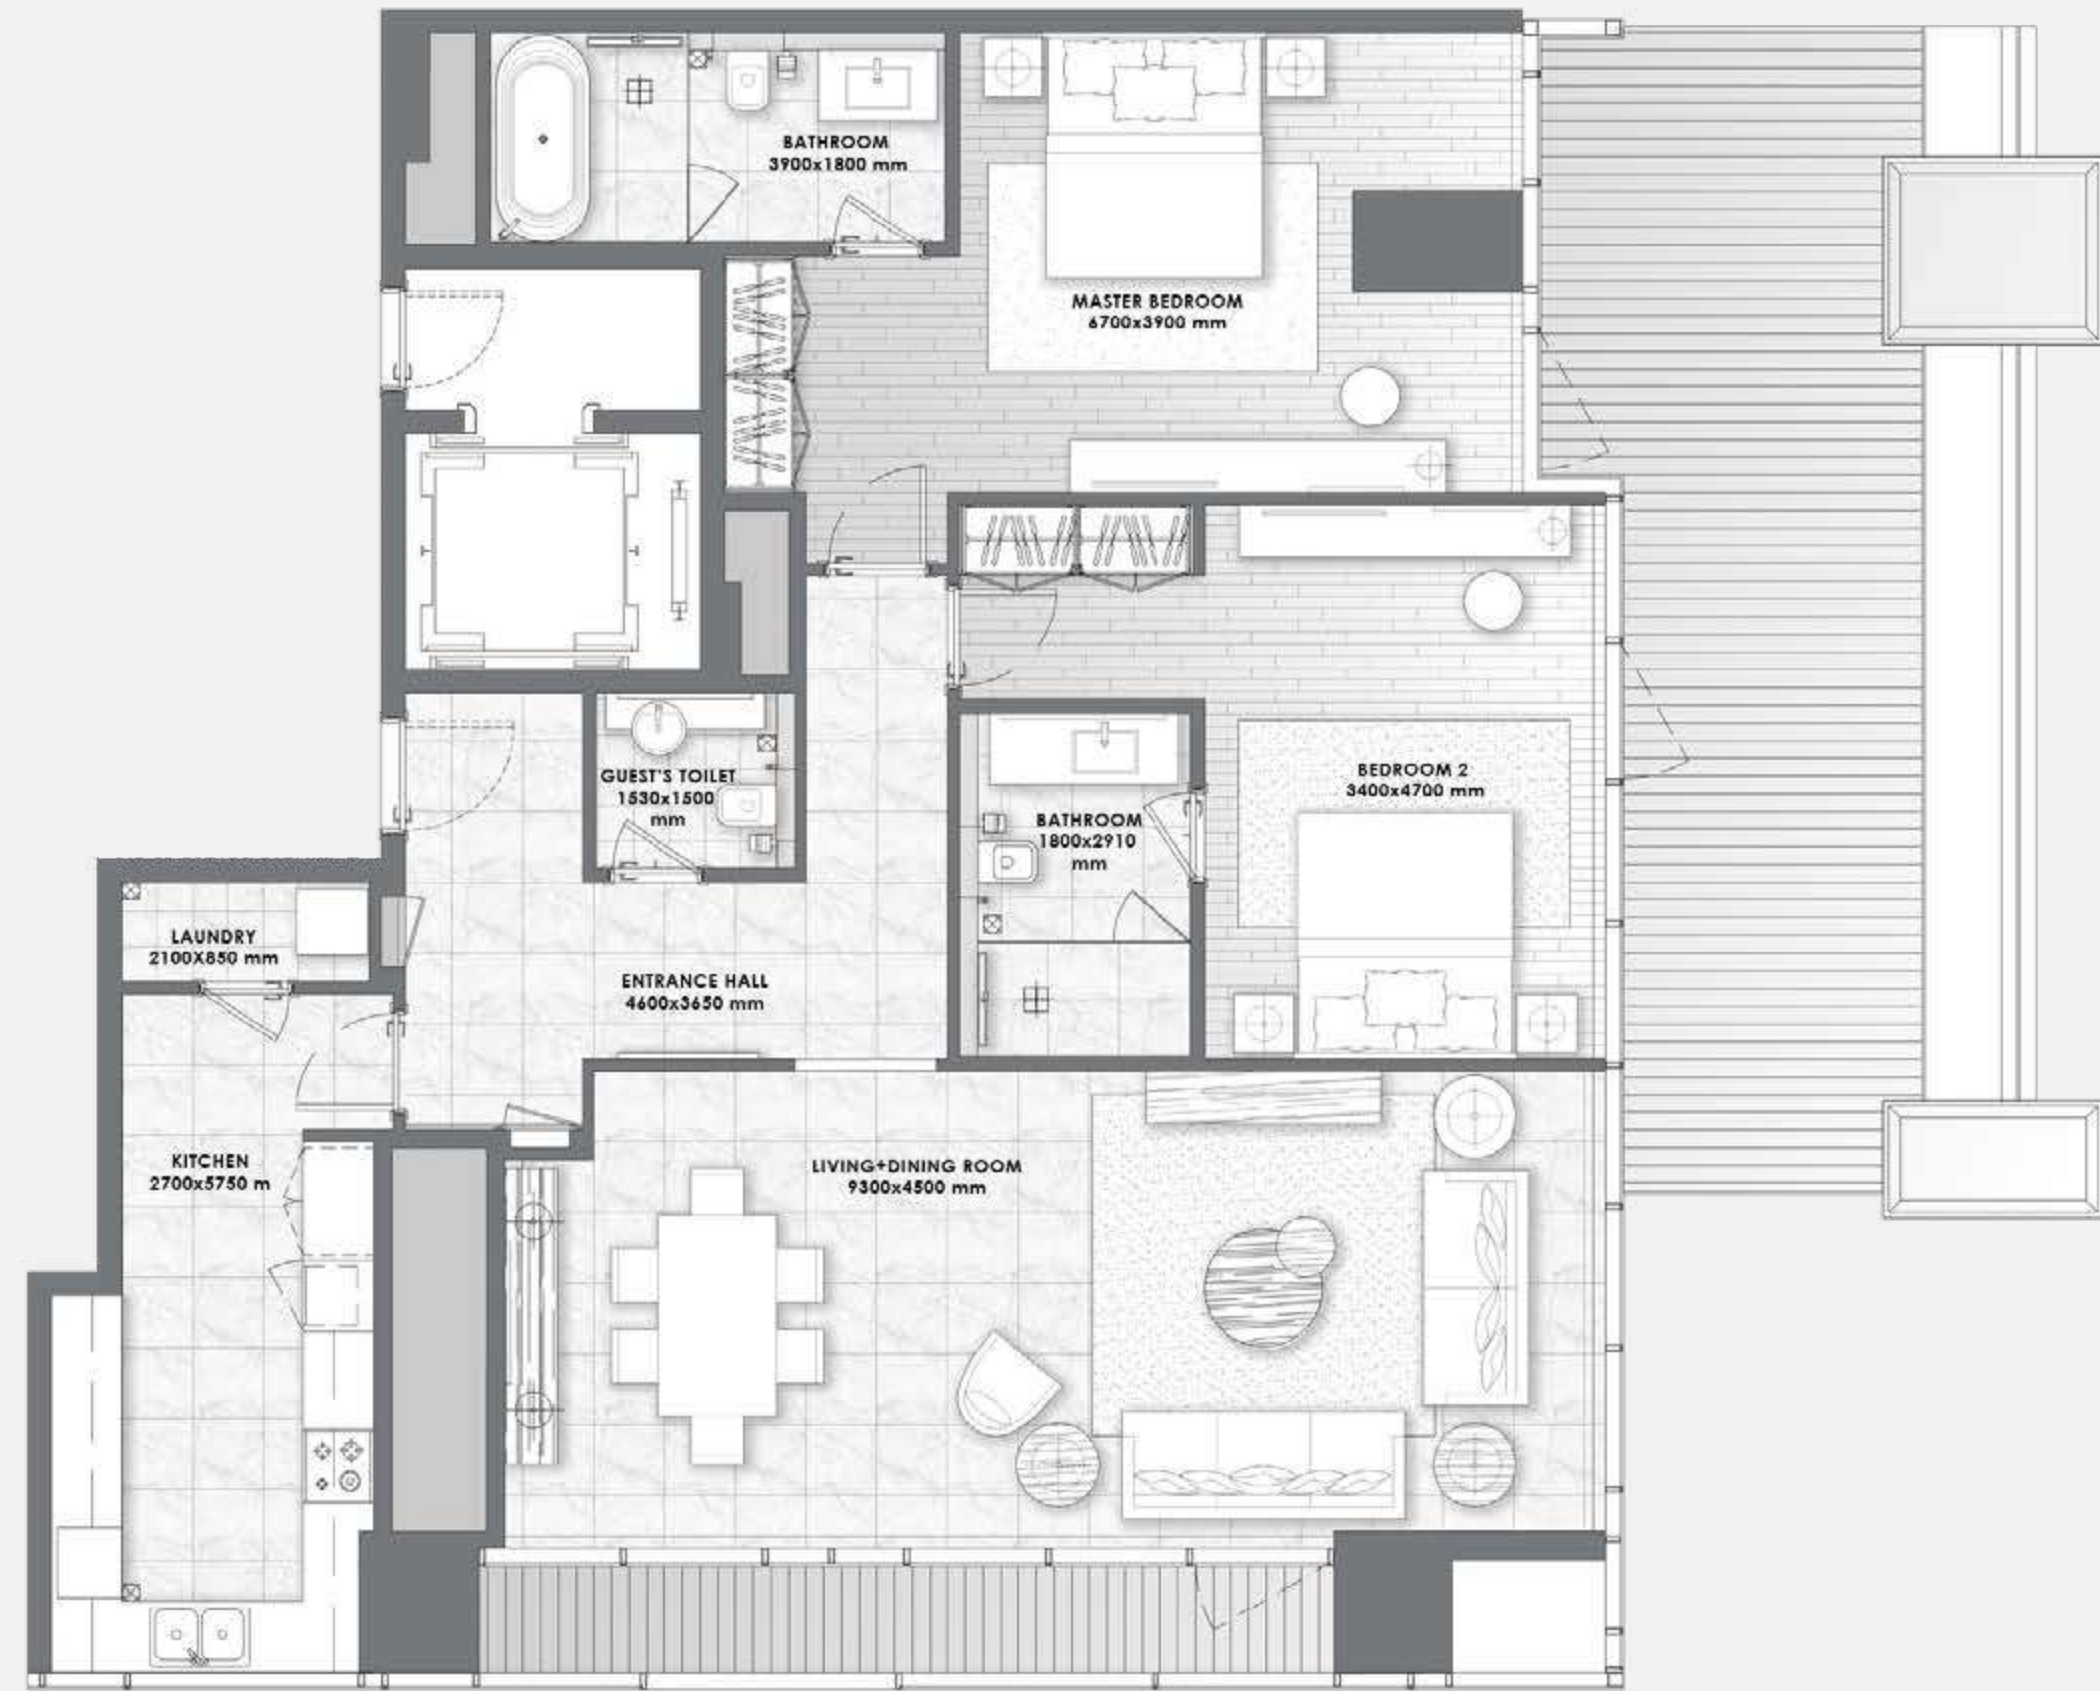 BATHROOM
3900x1800 mm
MASTER BEDROOM
6700x3900 mm
GUEST'S TOILET
1530x1500
mm
BEDROOM 2
3400x4700 mm
BATHROOM
1800x2910
mm
LAUNDRY
2100X850 mm
ENTRANCE HALL
4600x3650 mm
KITCHEN
2700x5750 m
LIVING+DINING ROOM
9300x4500 mm